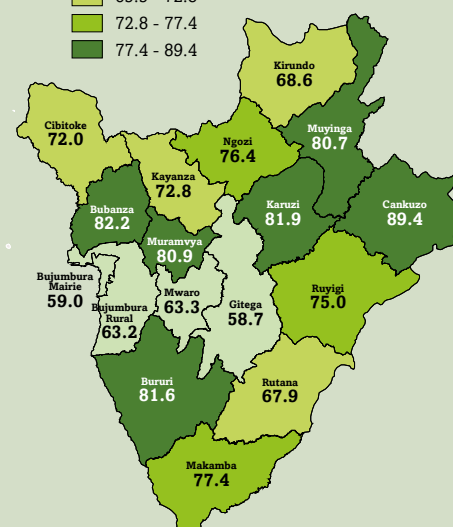 72.8 - 77.4
77.4 - 89.4
Kirundo
68.6
Cibitoke
72.0
Ngozi
76.4
Muyinga
80.7
Kayanza
72.8
Bubanza
82.2
Karuzi
81.9
Cankuzo
89.4
Muramvya
80.9
Bujumbura
Mairie
59.0
Bujumbura
Rural
63.2
Mwaro
63.3
Gitega
58.7
Ruyigi
75.0
Bururi
81.6
Rutana
67.9
Makamba
77.4